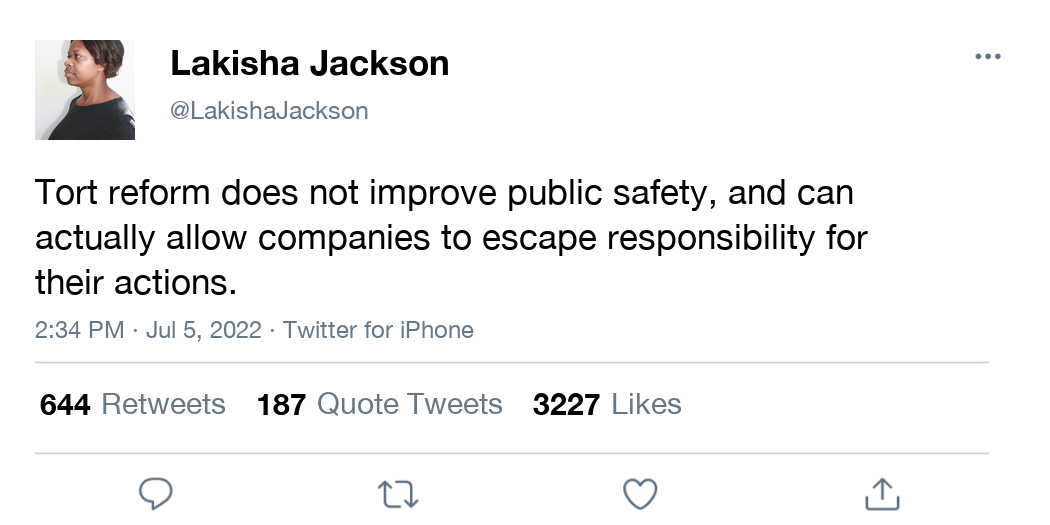 Lakisha Jackson
@LakishaJackson
Tort reform does not improve public safety, and can
actually allow companies to escape responsibility for
their actions.
2:34 PM · Jul 5, 2022 · Twitter for iPhone
644 Retweets 187 Quote Tweets 3227 Likes